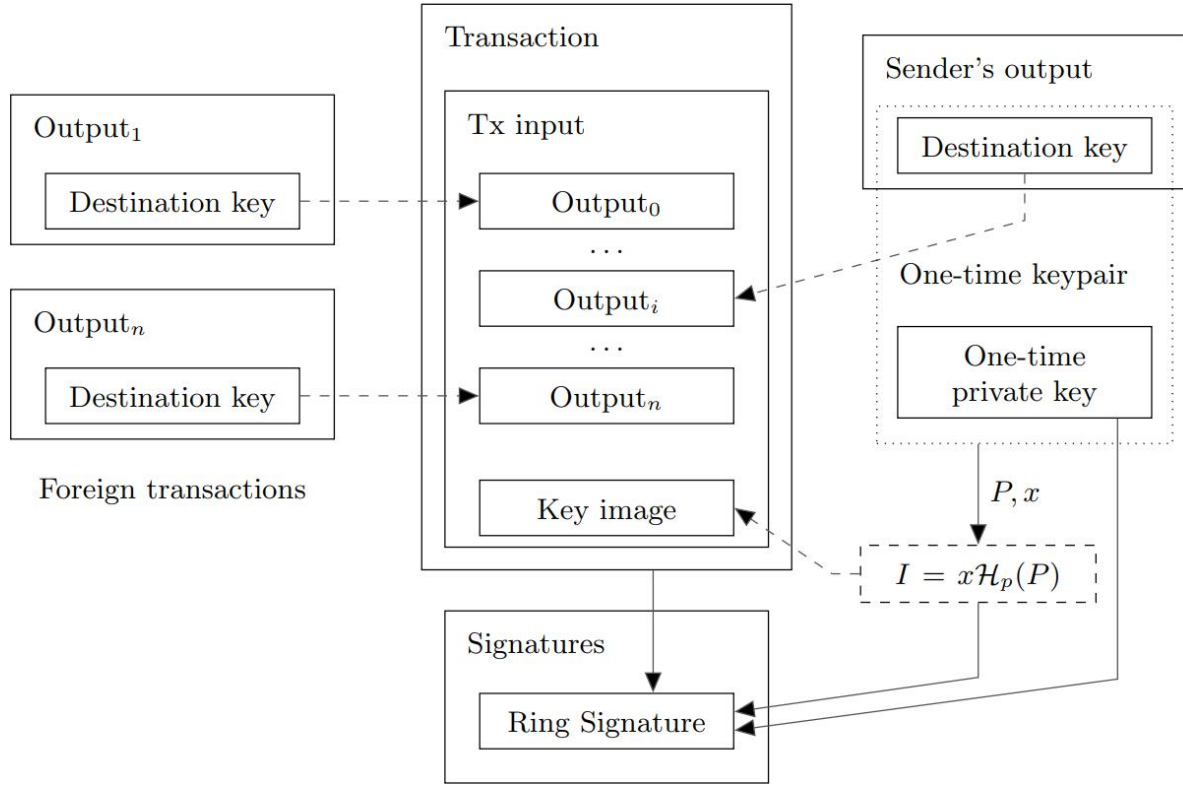 Output₁
Destination key
Outputₙ
Destination key
Foreign transactions
Transaction
Tx input
Output₀
...
Outputᵢ
...
Outputₙ
Key image
Sender's output
Destination key
One-time keypair
One-time
private key
P, x
I = xℋₚ(P)
Signatures
Ring Signature